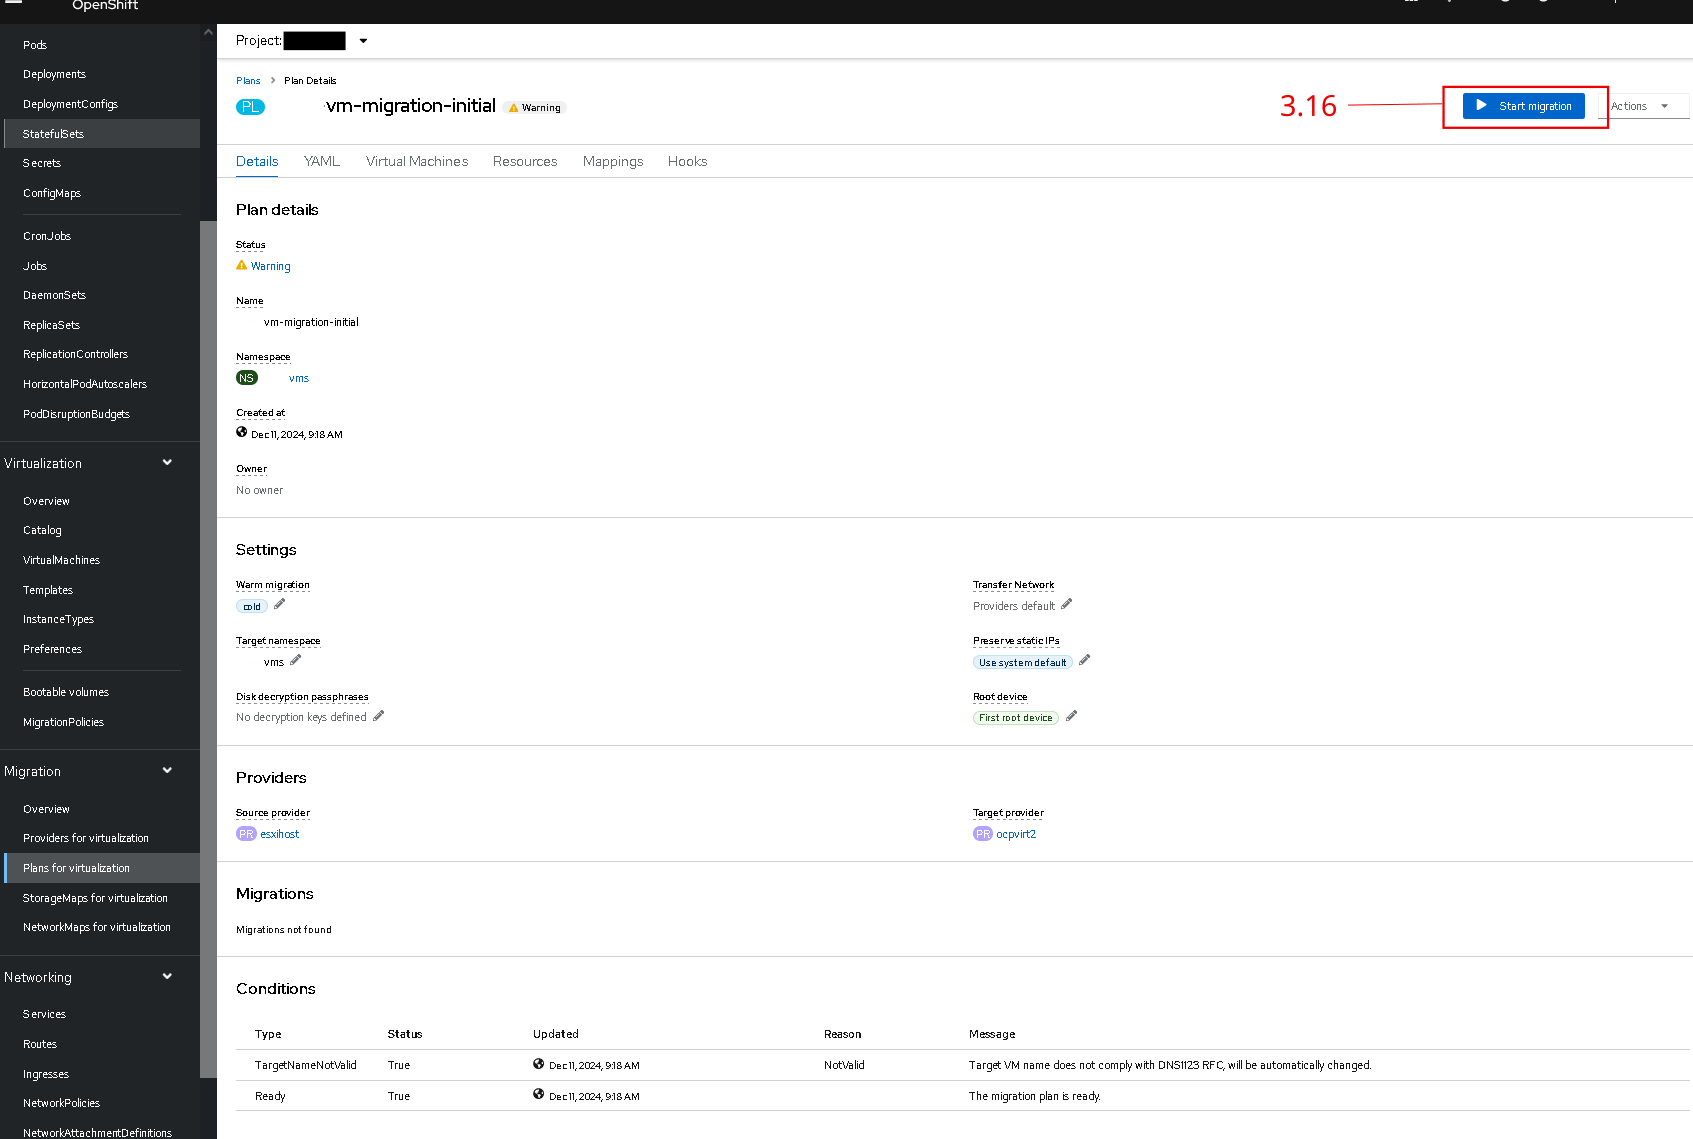 OpenShift
Pods
Deployments
DeploymentConfigs
StatefulSets
Secrets
ConfigMaps
CronJobs
Jobs
DaemonSets
ReplicaSets
ReplicationControllers
HorizontalPodAutoscalers
PodDisruptionBudgets
Virtualization
Overview
Catalog
VirtualMachines
Templates
InstanceTypes
Preferences
Bootable volumes
MigrationPolicies
Migration
Overview
Providers for virtualization
Plans for virtualization
StorageMaps for virtualization
NetworkMaps for virtualization
Networking
Services
Routes
Ingresses
NetworkPolicies
NetworkAttachmentDefinitions
Project:
Plans > Plan Details
PL vm-migration-initial Warning
3.16
Start migration
Actions
Details YAML Virtual Machines Resources Mappings Hooks
Plan details
Status
Warning
Name
vm-migration-initial
Namespace
NS vms
Created at
Dec 11, 2024, 9:18 AM
Owner
No owner
Settings
Warm migration
cold
Target namespace
vms
Disk decryption passphrases
No decryption keys defined
Transfer Network
Providers default
Preserve static IPs
Use system default
Root device
First root device
Providers
Source provider
PR esxihost
Target provider
PR ocpvirt2
Migrations
Migrations not found
Conditions
Type Status Updated Reason Message
TargetNameNotValid True Dec 11, 2024, 9:18 AM NotValid Target VM name does not comply with DNS1123 RFC, will be automatically changed.
Ready True Dec 11, 2024, 9:18 AM The migration plan is ready.